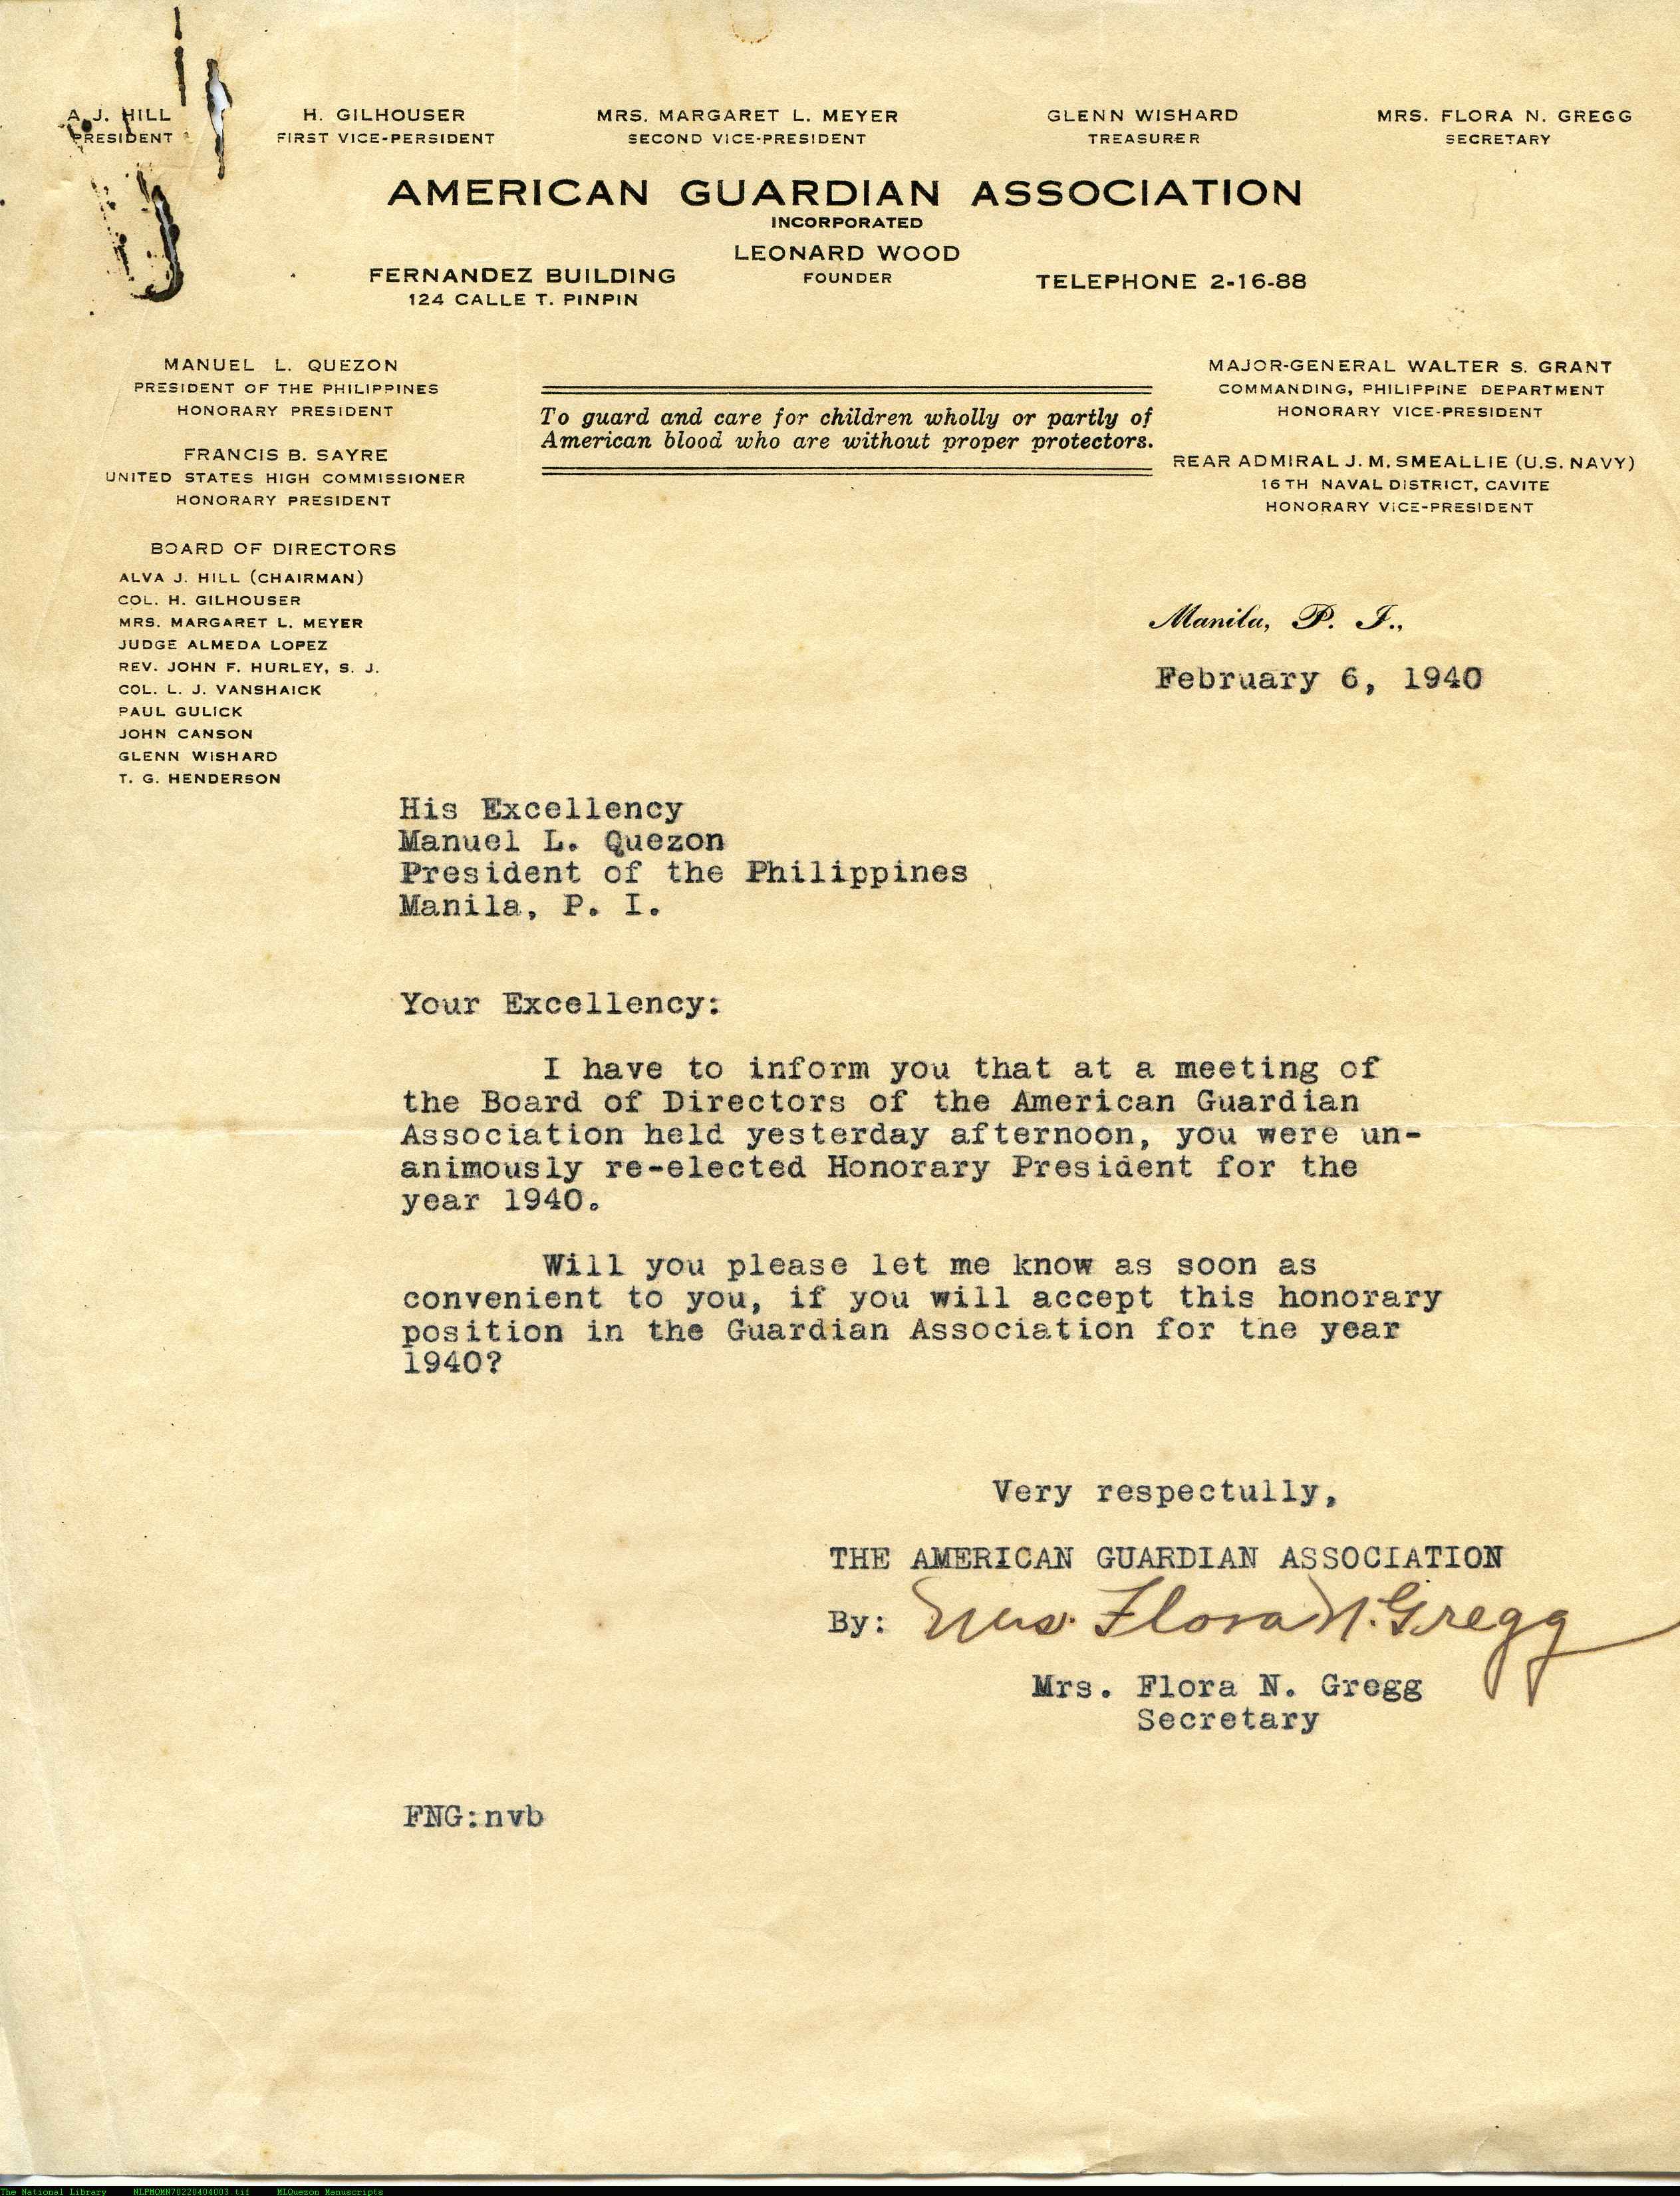 A. J. HILL
PRESIDENT
H. GILHOUSER
FIRST VICE-PERSIDENT
MRS. MARGARET L. MEYER
SECOND VICE-PRESIDENT
GLENN WISHARD
TREASURER
MRS. FLORA N. GREGG
SECRETARY
AMERICAN GUARDIAN ASSOCIATION
INCORPORATED
LEONARD WOOD
FOUNDER
FERNANDEZ BUILDING
124 CALLE T. PINPIN
TELEPHONE 2-16-88
MANUEL L. QUEZON
PRESIDENT OF THE PHILIPPINES
HONORARY PRESIDENT
FRANCIS B. SAYRE
UNITED STATES HIGH COMMISSIONER
HONORARY PRESIDENT
To guard and care for children wholly or partly of
American blood who are without proper protectors.
MAJOR-GENERAL WALTER S. GRANT
COMMANDING, PHILIPPINE DEPARTMENT
HONORARY VICE-PRESIDENT
REAR ADMIRAL J. M. SMEALLIE (U.S. NAVY)
16TH NAVAL DISTRICT, CAVITE
HONORARY VICE-PRESIDENT
BOARD OF DIRECTORS
ALVA J. HILL (CHAIRMAN)
COL. H. GILHOUSER
MRS. MARGARET L. MEYER
JUDGE ALMEDA LOPEZ
REV. JOHN F. HURLEY, S. J.
COL. L. J. VANSHAICK
PAUL GULICK
JOHN CANSON
GLENN WISHARD
T. G. HENDERSON
Manila, P. I.,
February 6, 1940
His Excellency
Manuel L. Quezon
President of the Philippines
Manila, P. I.
Your Excellency:
I have to inform you that at a meeting of
the Board of Directors of the American Guardian
Association held yesterday afternoon, you were un-
animously re-elected Honorary President for the
year 1940.
Will you please let me know as soon as
convenient to you, if you will accept this honorary
position in the Guardian Association for the year
1940?
Very respectully,
THE AMERICAN GUARDIAN ASSOCIATION
By: Mrs. Flora N. Gregg
Mrs. Flora N. Gregg
Secretary
FNG:nvb
The National Library NLPMQMN70220404003.tif MLQuezon Manuscripts